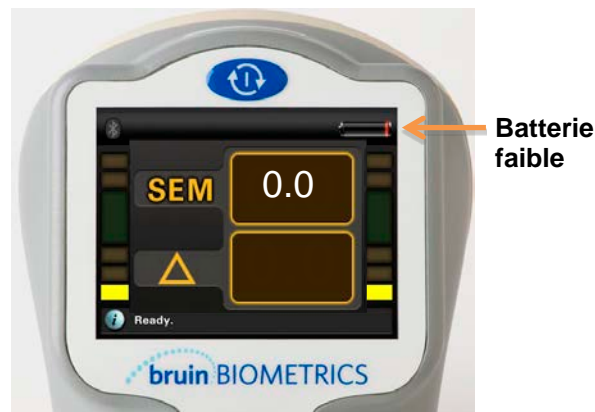 SEM
0.0
Batterie
faible
i Ready.
bruin BIOMETRICS